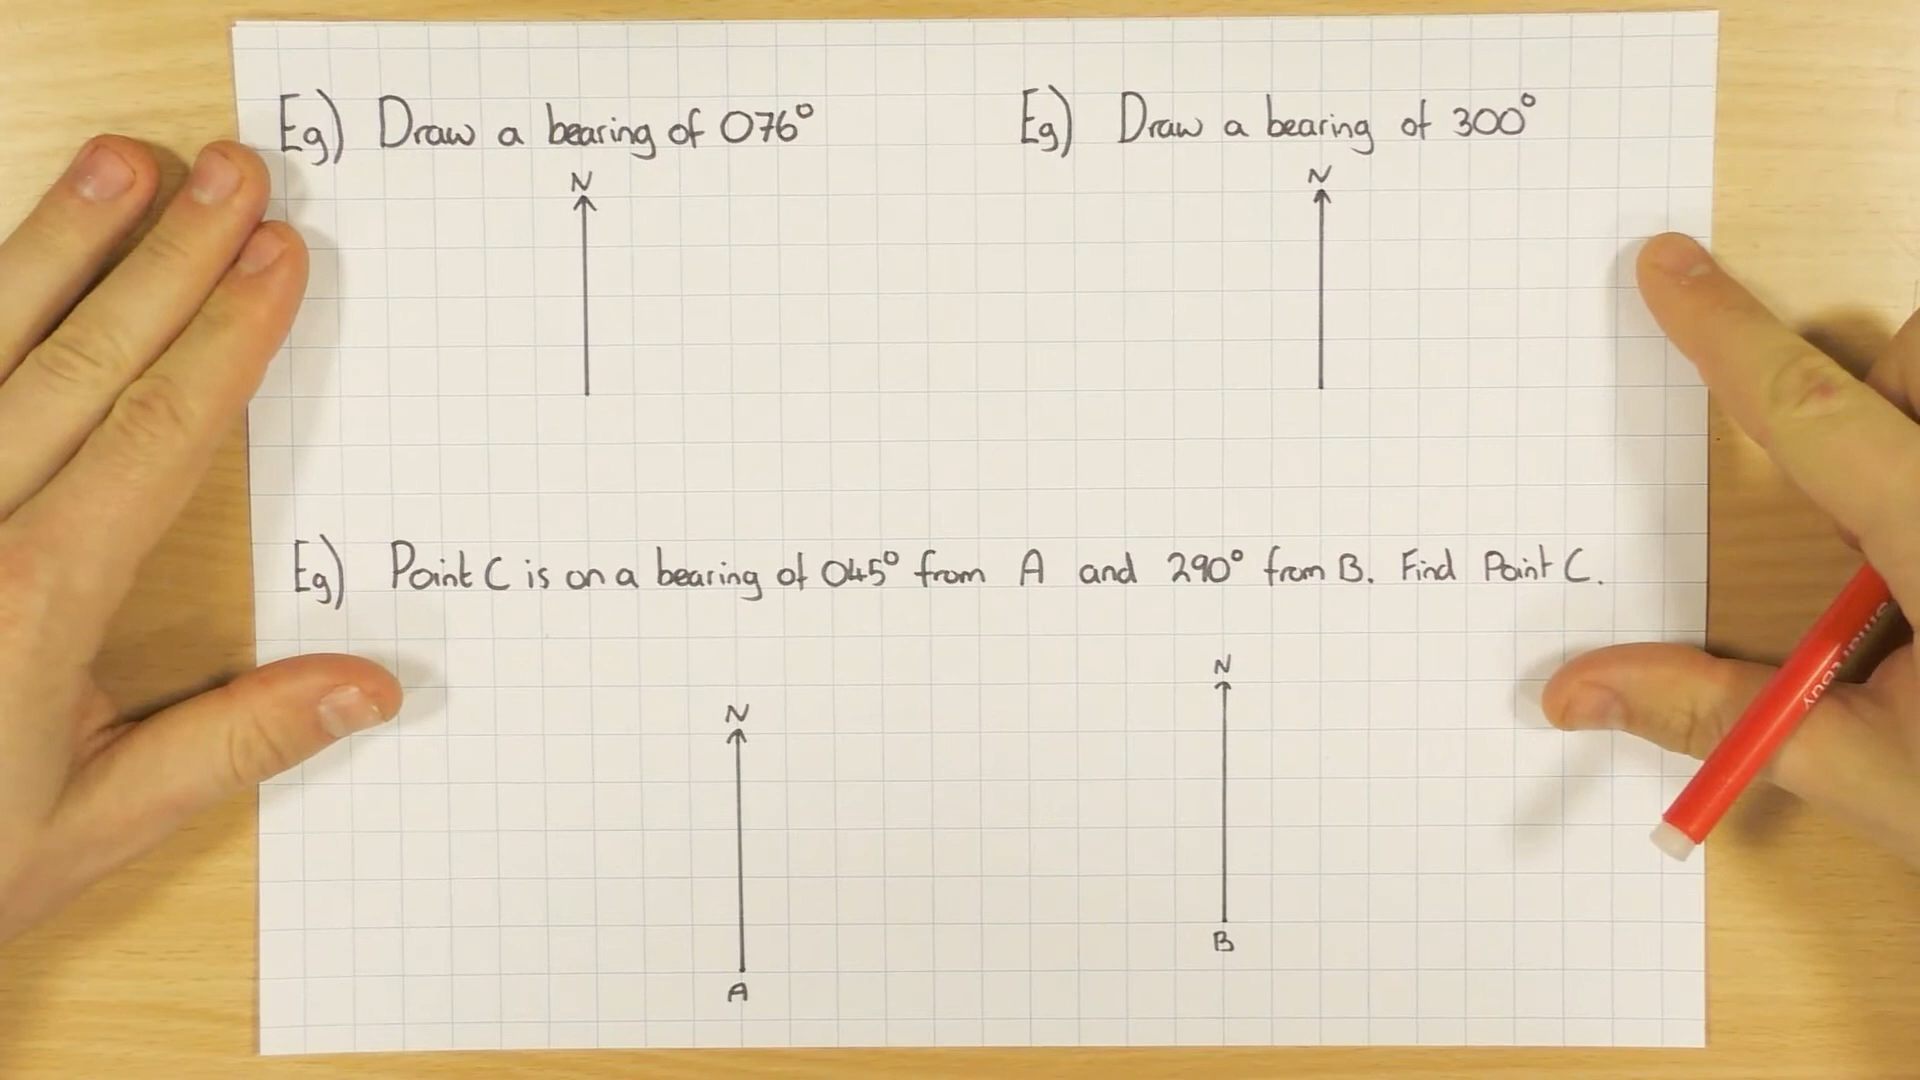 Eg) Draw a bearing of 076°
Eg) Draw a bearing of 300°
N
N
Eg) Point C is on a bearing of 045° from A and 290° from B. Find Point C.
N
N
B
A